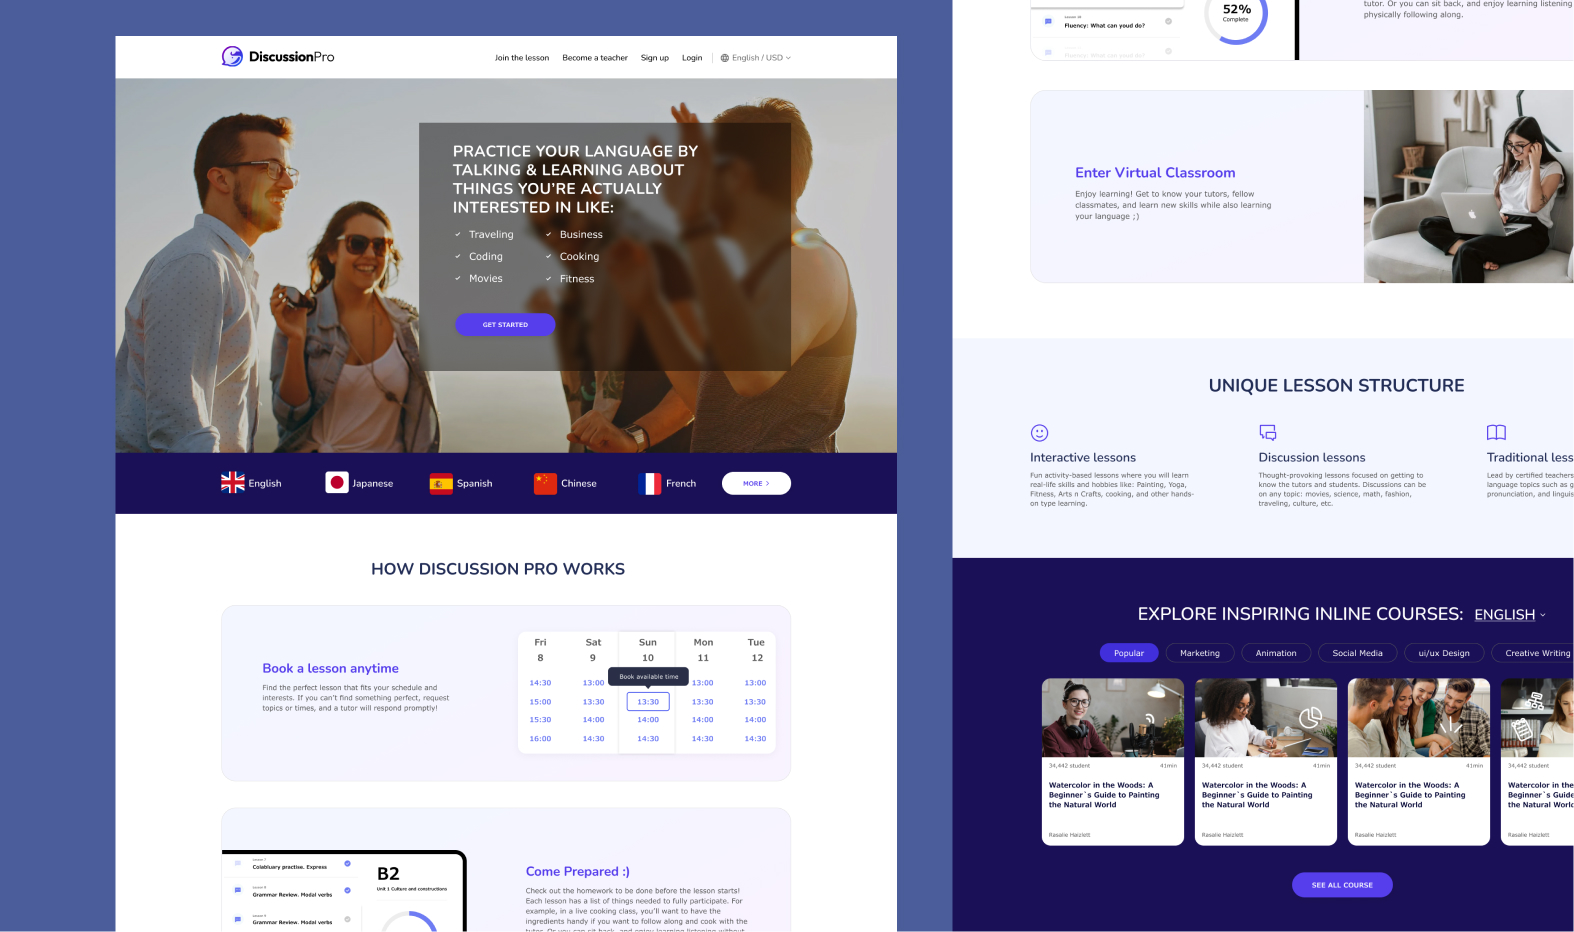 DiscussionPro
Join the lesson Become a teacher Sign up Login English / USD
PRACTICE YOUR LANGUAGE BY
TALKING & LEARNING ABOUT
THINGS YOU'RE ACTUALLY
INTERESTED IN LIKE:
Traveling Business
Coding Cooking
Movies Fitness
GET STARTED
English Japanese Spanish Chinese French MORE >
HOW DISCUSSION PRO WORKS
Book a lesson anytime
Find the perfect lesson that fits your schedule and
interests. If you can't find something perfect, request
topics or times, and a tutor will respond promptly!
Fri Sat Sun Mon Tue
8 9 10 11 12
Book available time
14:30 13:00 13:00 13:00
15:00 13:30 13:30 13:30 13:30
15:30 14:00 14:00 14:00 14:00
16:00 14:30 14:30 14:30 14:30
Lesson 7
Colabluary practise. Express
Lesson 8
Grammar Review. Modal verbs
Lesson 9
Grammar Review. Modal verbs
B2
Unit 1 Culture and constructions
Come Prepared :)
Check out the homework to be done before the lesson starts!
Each lesson has a list of things needed to fully participate. For
example, in a live cooking class, you'll want to have the
ingredients handy if you want to follow along and cook with the
tutor. Or you can sit back, and enjoy learning listening without
Lesson 10
Fluency: What can youd do?
Fluency: What can youd do?
52%
Complete
tutor. Or you can sit back, and enjoy learning listening
physically following along.
Enter Virtual Classroom
Enjoy learning! Get to know your tutors, fellow
classmates, and learn new skills while also learning
your language ;)
UNIQUE LESSON STRUCTURE
Interactive lessons
Fun activity-based lessons where you will learn
real-life skills and hobbies like: Painting, Yoga,
Fitness, Arts n Crafts, cooking, and other hands-
on type learning.
Discussion lessons
Thought-provoking lessons focused on getting to
know the tutors and students. Discussions can be
on any topic: movies, science, math, fashion,
traveling, culture, etc.
Traditional less
Lead by certified teachers
language topics such as g
pronunciation, and linguis
EXPLORE INSPIRING INLINE COURSES: ENGLISH
Popular Marketing Animation Social Media ui/ux Design Creative Writing
34,442 student 41min
Watercolor in the Woods: A
Beginner`s Guide to Painting
the Natural World
Rasalie Haizlett
34,442 student 41min
Watercolor in the Woods: A
Beginner`s Guide to Painting
the Natural World
Rasalie Haizlett
34,442 student 41min
Watercolor in the Woods: A
Beginner`s Guide to Painting
the Natural World
Rasalie Haizlett
34,442 student
Watercolor in the
Beginner`s Guide
the Natural World
Rasalie Haizlett
SEE ALL COURSE